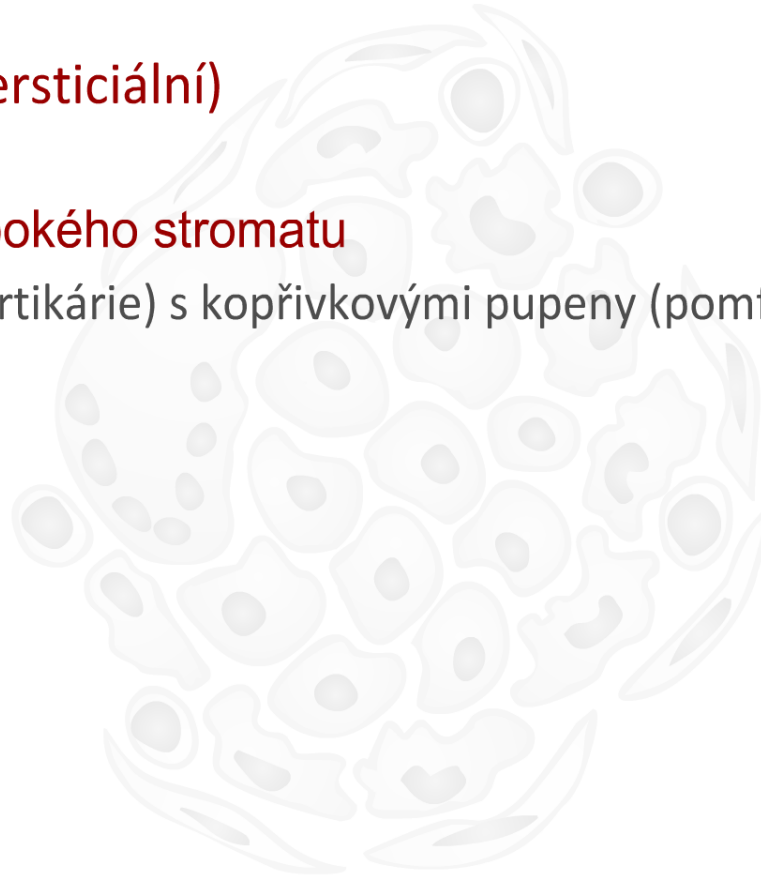 ersticiální)
okého stromatu
rtikárie) s kopřivkovými pupeny (pomf